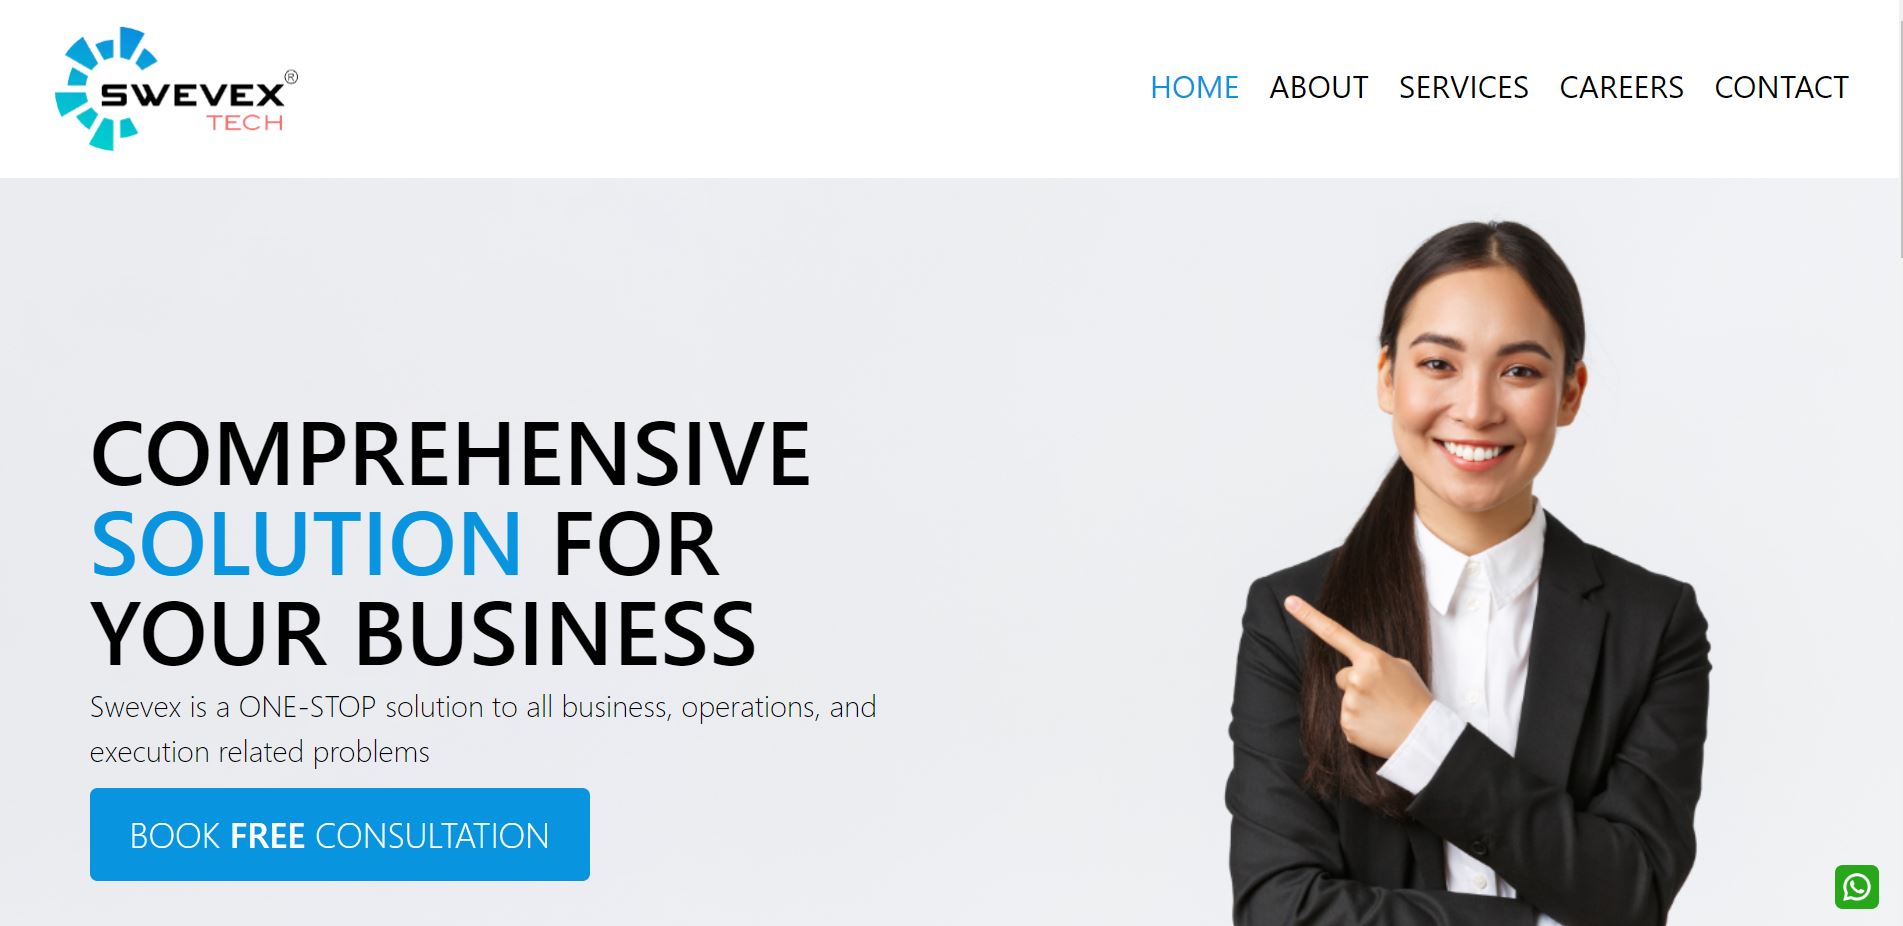 SWEVEX®
TECH
HOME ABOUT SERVICES CAREERS CONTACT
COMPREHENSIVE
SOLUTION FOR
YOUR BUSINESS
Swevex is a ONE-STOP solution to all business, operations, and
execution related problems
BOOK FREE CONSULTATION